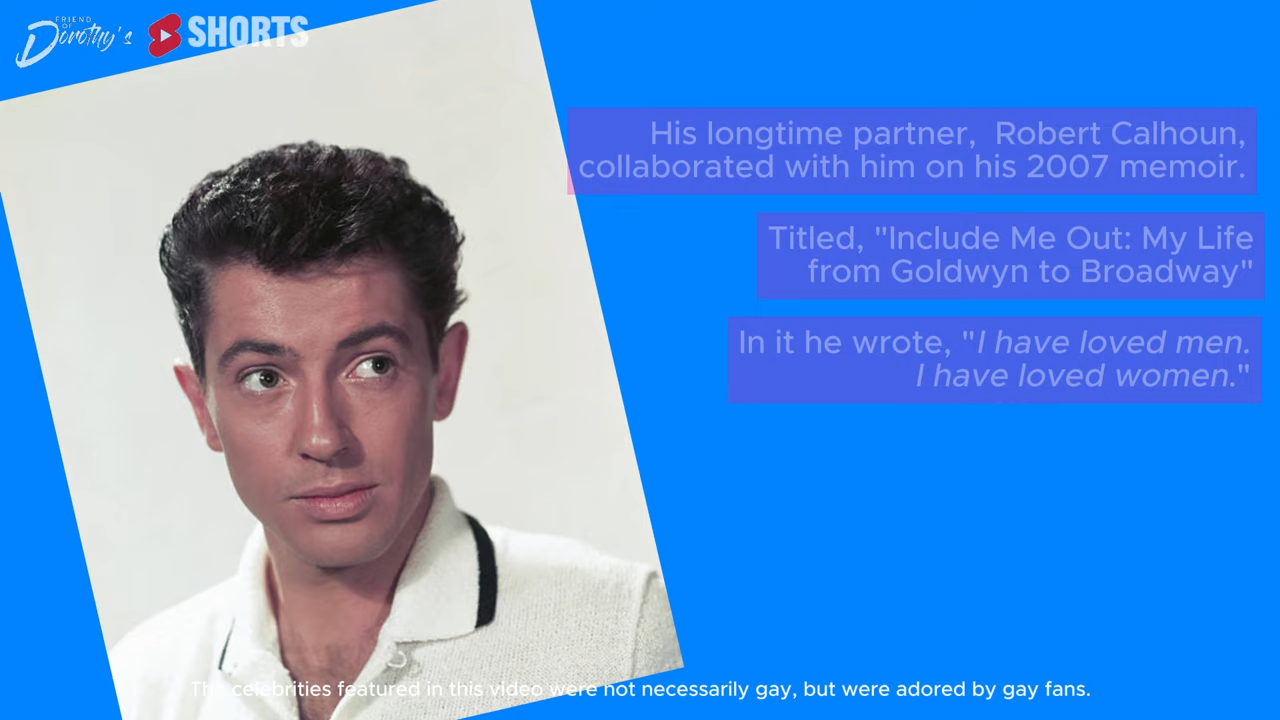 FRIEND
OF
Dorothy's
SHORTS
His longtime partner, Robert Calhoun,
collaborated with him on his 2007 memoir.
Titled, "Include Me Out: My Life
from Goldwyn to Broadway"
In it he wrote, "I have loved men.
I have loved women."
The celebrities featured in this video were not necessarily gay, but were adored by gay fans.